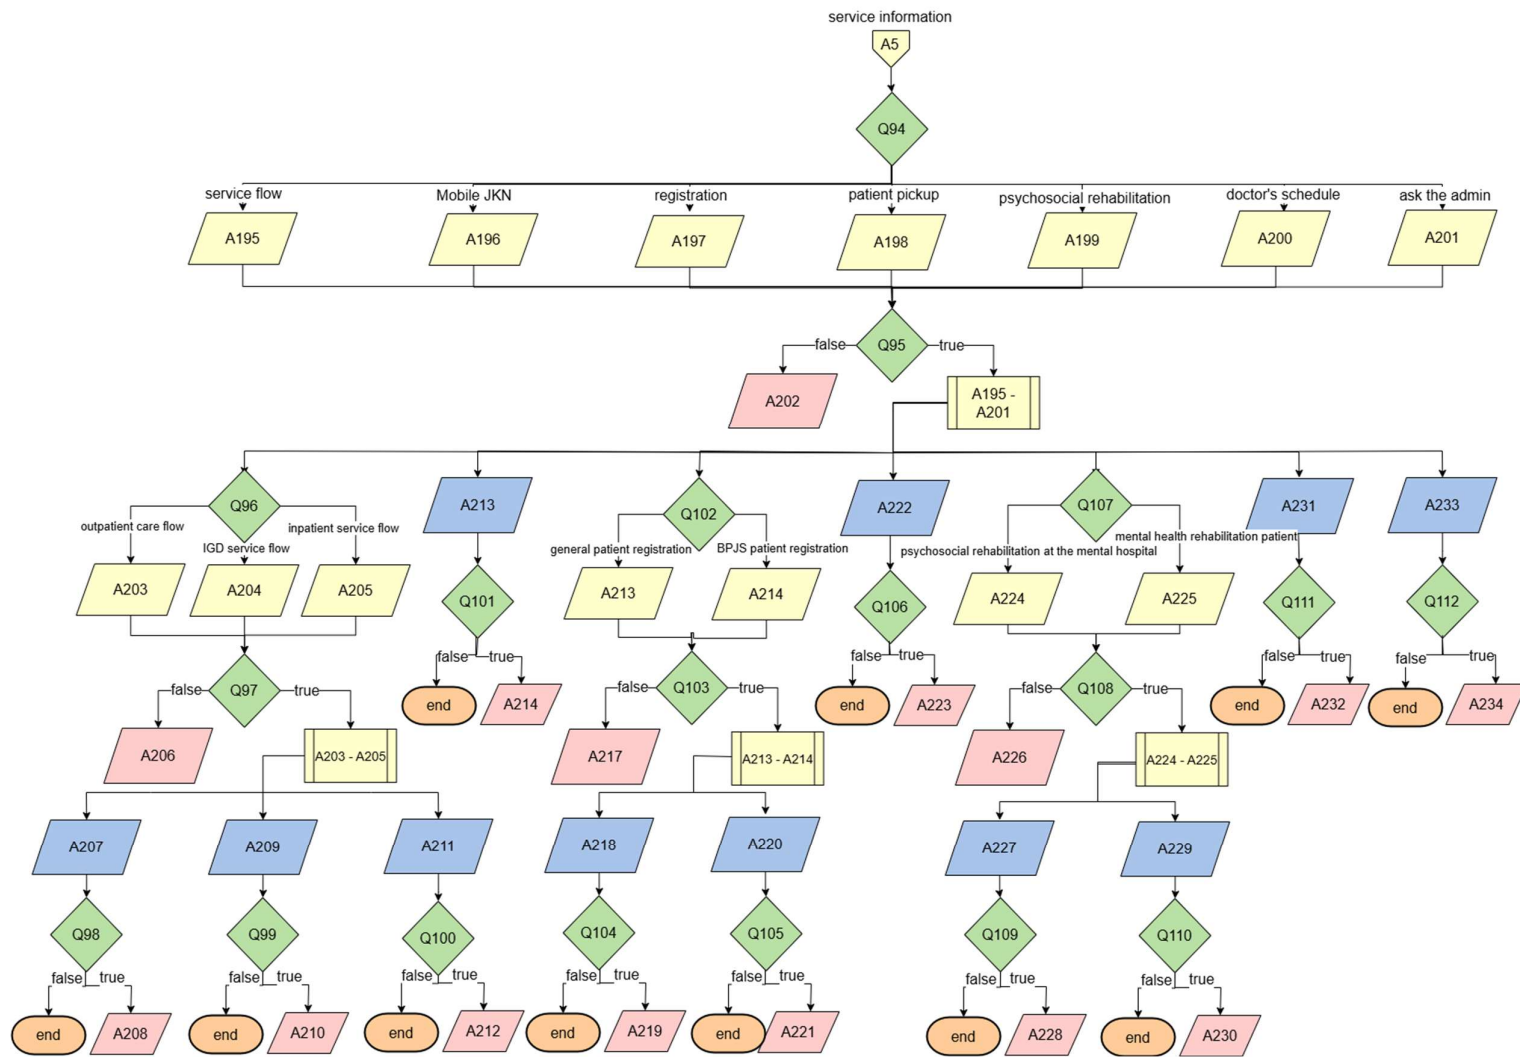 service information
A5
Q94
service flow
Mobile JKN
registration
patient pickup
psychosocial rehabilitation
doctor's schedule
ask the admin
A195
A196
A197
A198
A199
A200
A201
false
Q95
true
A202
A195 -
A201
Q96
A213
Q102
A222
Q107
A231
A233
outpatient care flow
IGD service flow
inpatient service flow
general patient registration
BPJS patient registration
psychosocial rehabilitation at the mental hospital
mental health rehabilitation patient
A203
A204
A205
Q101
A213
A214
Q106
A224
A225
Q111
Q112
false
true
false
true
false
true
false
true
end
A214
end
A223
end
A232
end
A234
false
Q97
true
false
Q103
true
false
Q108
true
A206
A203 - A205
A217
A213 - A214
A226
A224 - A225
A207
A209
A211
A218
A220
A227
A229
Q98
Q99
Q100
Q104
Q105
Q109
Q110
false
true
false
true
false
true
false
true
false
true
false
true
false
true
end
A208
end
A210
end
A212
end
A219
end
A221
end
A228
end
A230